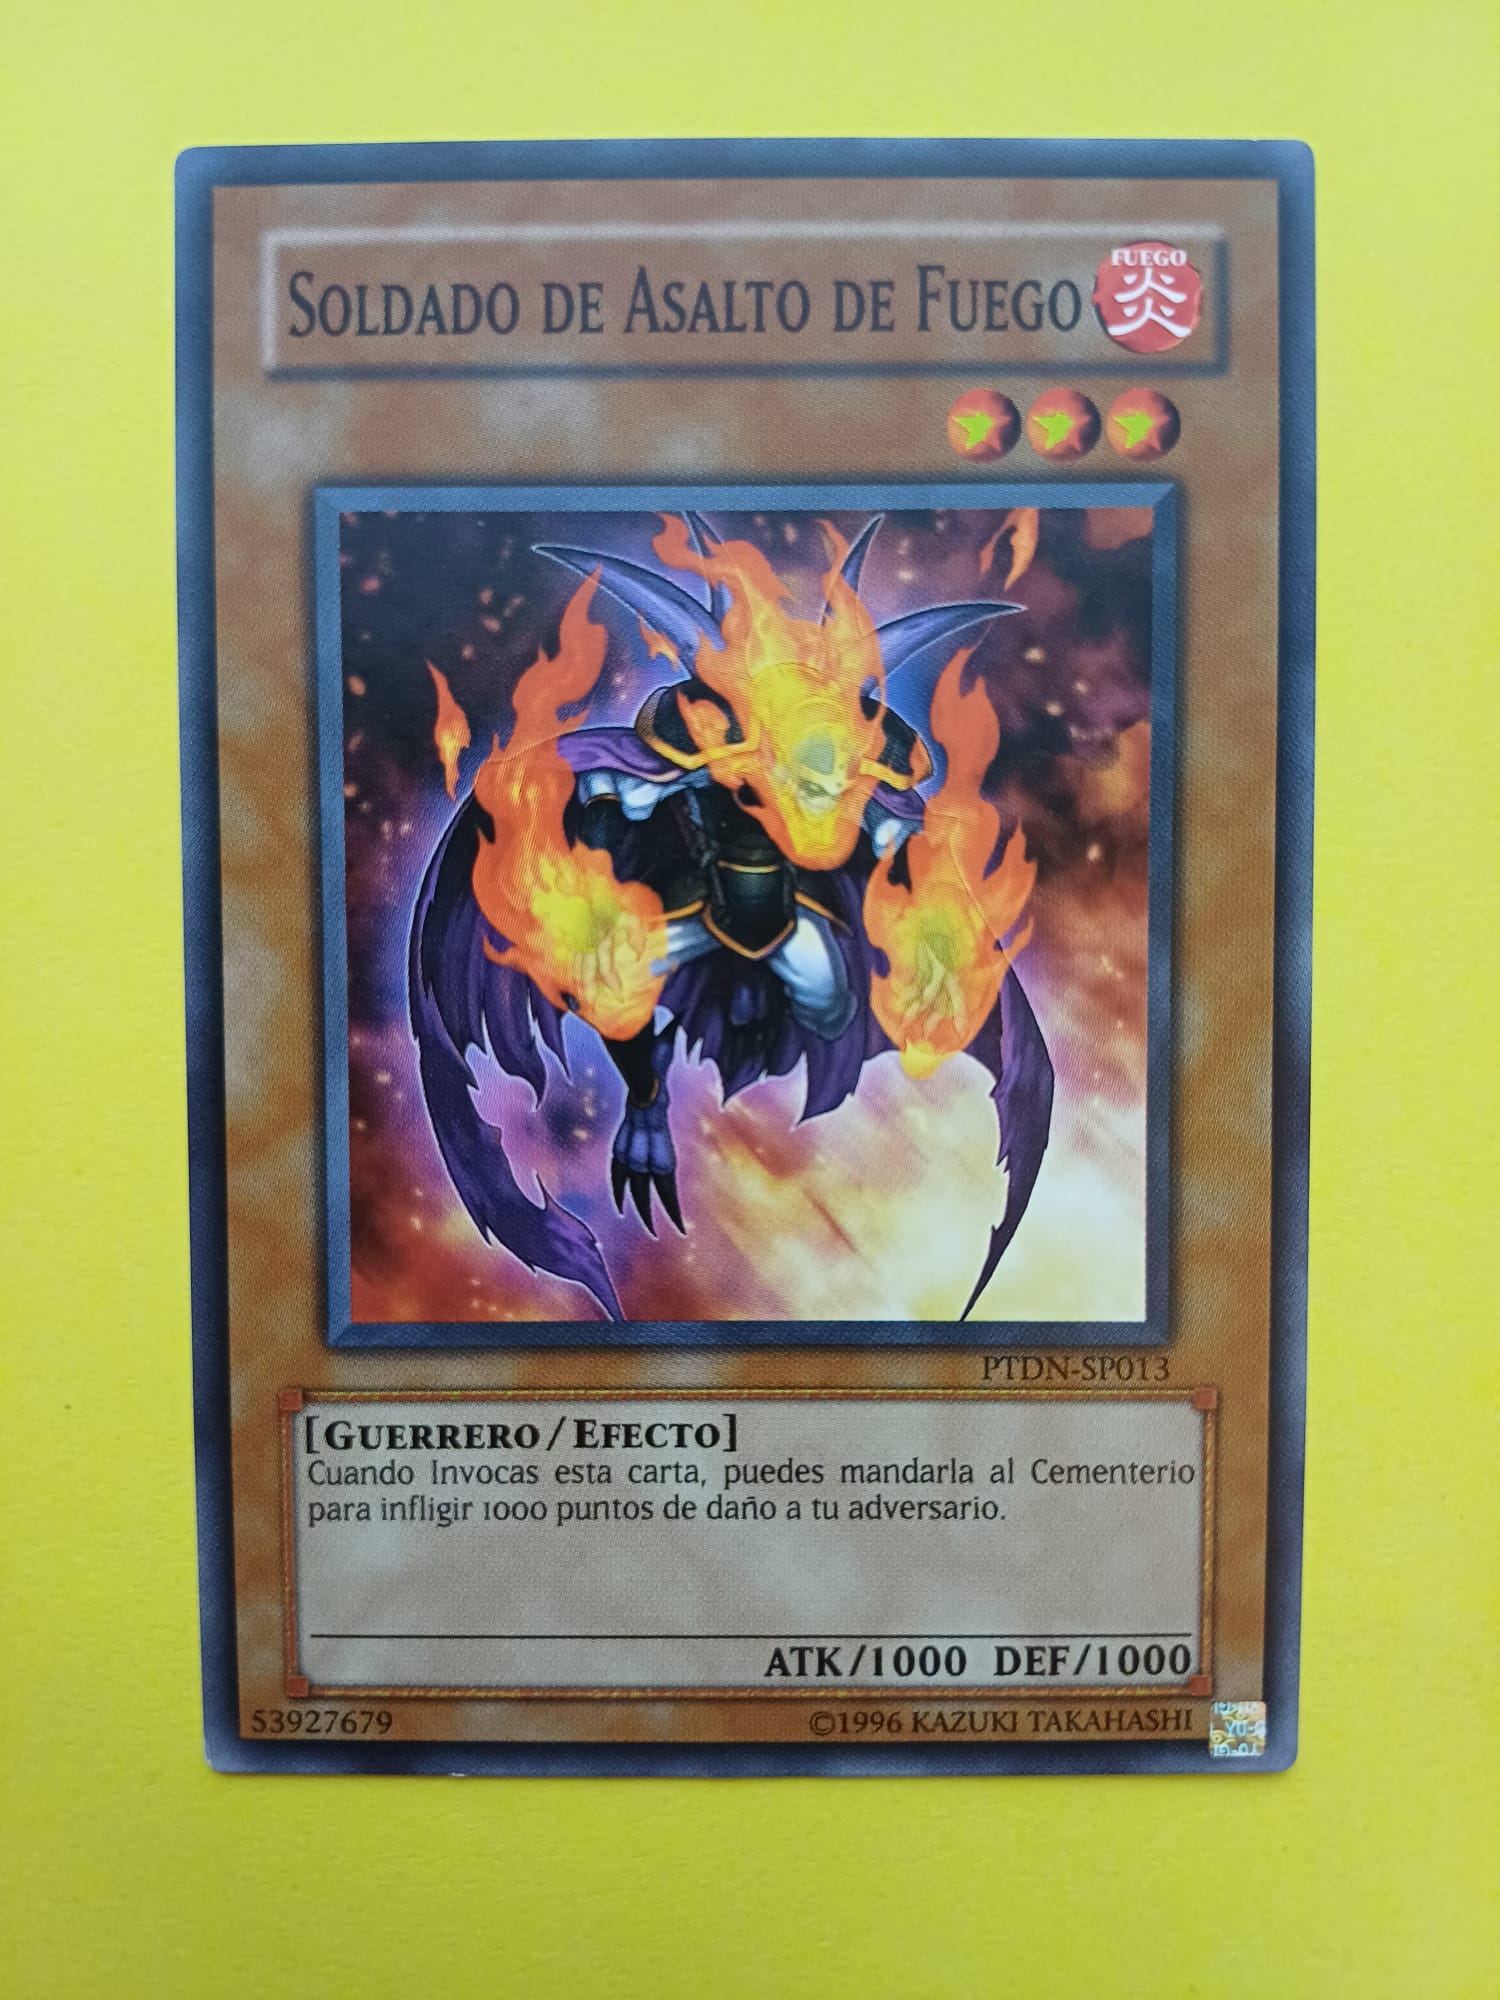 SOLDADO DE ASALTO DE FUEGO
FUEGO
炎
PTDN-SP013
[GUERRERO/EFECTO]
Cuando Invocas esta carta, puedes mandarla al Cementerio
para infligir 1000 puntos de daño a tu adversario.
ATK/1000 DEF/1000
53927679
©1996 KAZUKI TAKAHASHI